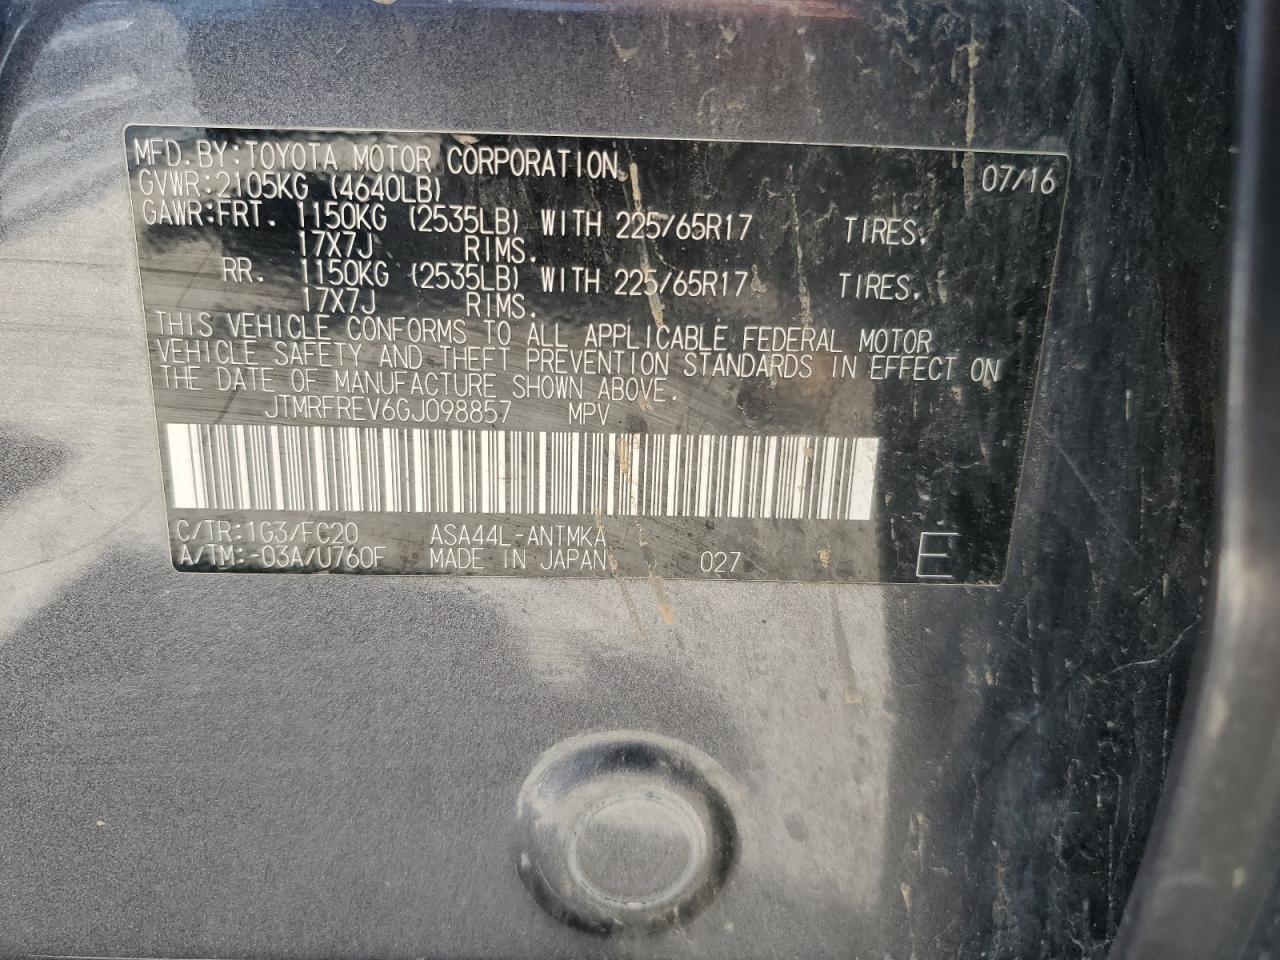 MFD. BY: TOYOTA MOTOR CORPORATION. 07/16
GVWR: 2105KG (4640LB)
GAWR: FRT. 1150KG (2535LB) WITH 225/65R17 TIRES.
17X7J RIMS.
RR. 1150KG (2535LB) WITH 225/65R17 TIRES.
17X7J RIMS.
THIS VEHICLE CONFORMS TO ALL APPLICABLE FEDERAL MOTOR
VEHICLE SAFETY AND THEFT PREVENTION STANDARDS IN EFFECT ON
THE DATE OF MANUFACTURE SHOWN ABOVE.
JTMRFREV6GJ098857 MPV
C/TR: 1G3/FC20 ASA44L-ANTMKA
A/TM: -03A/U760F MADE IN JAPAN 027 E